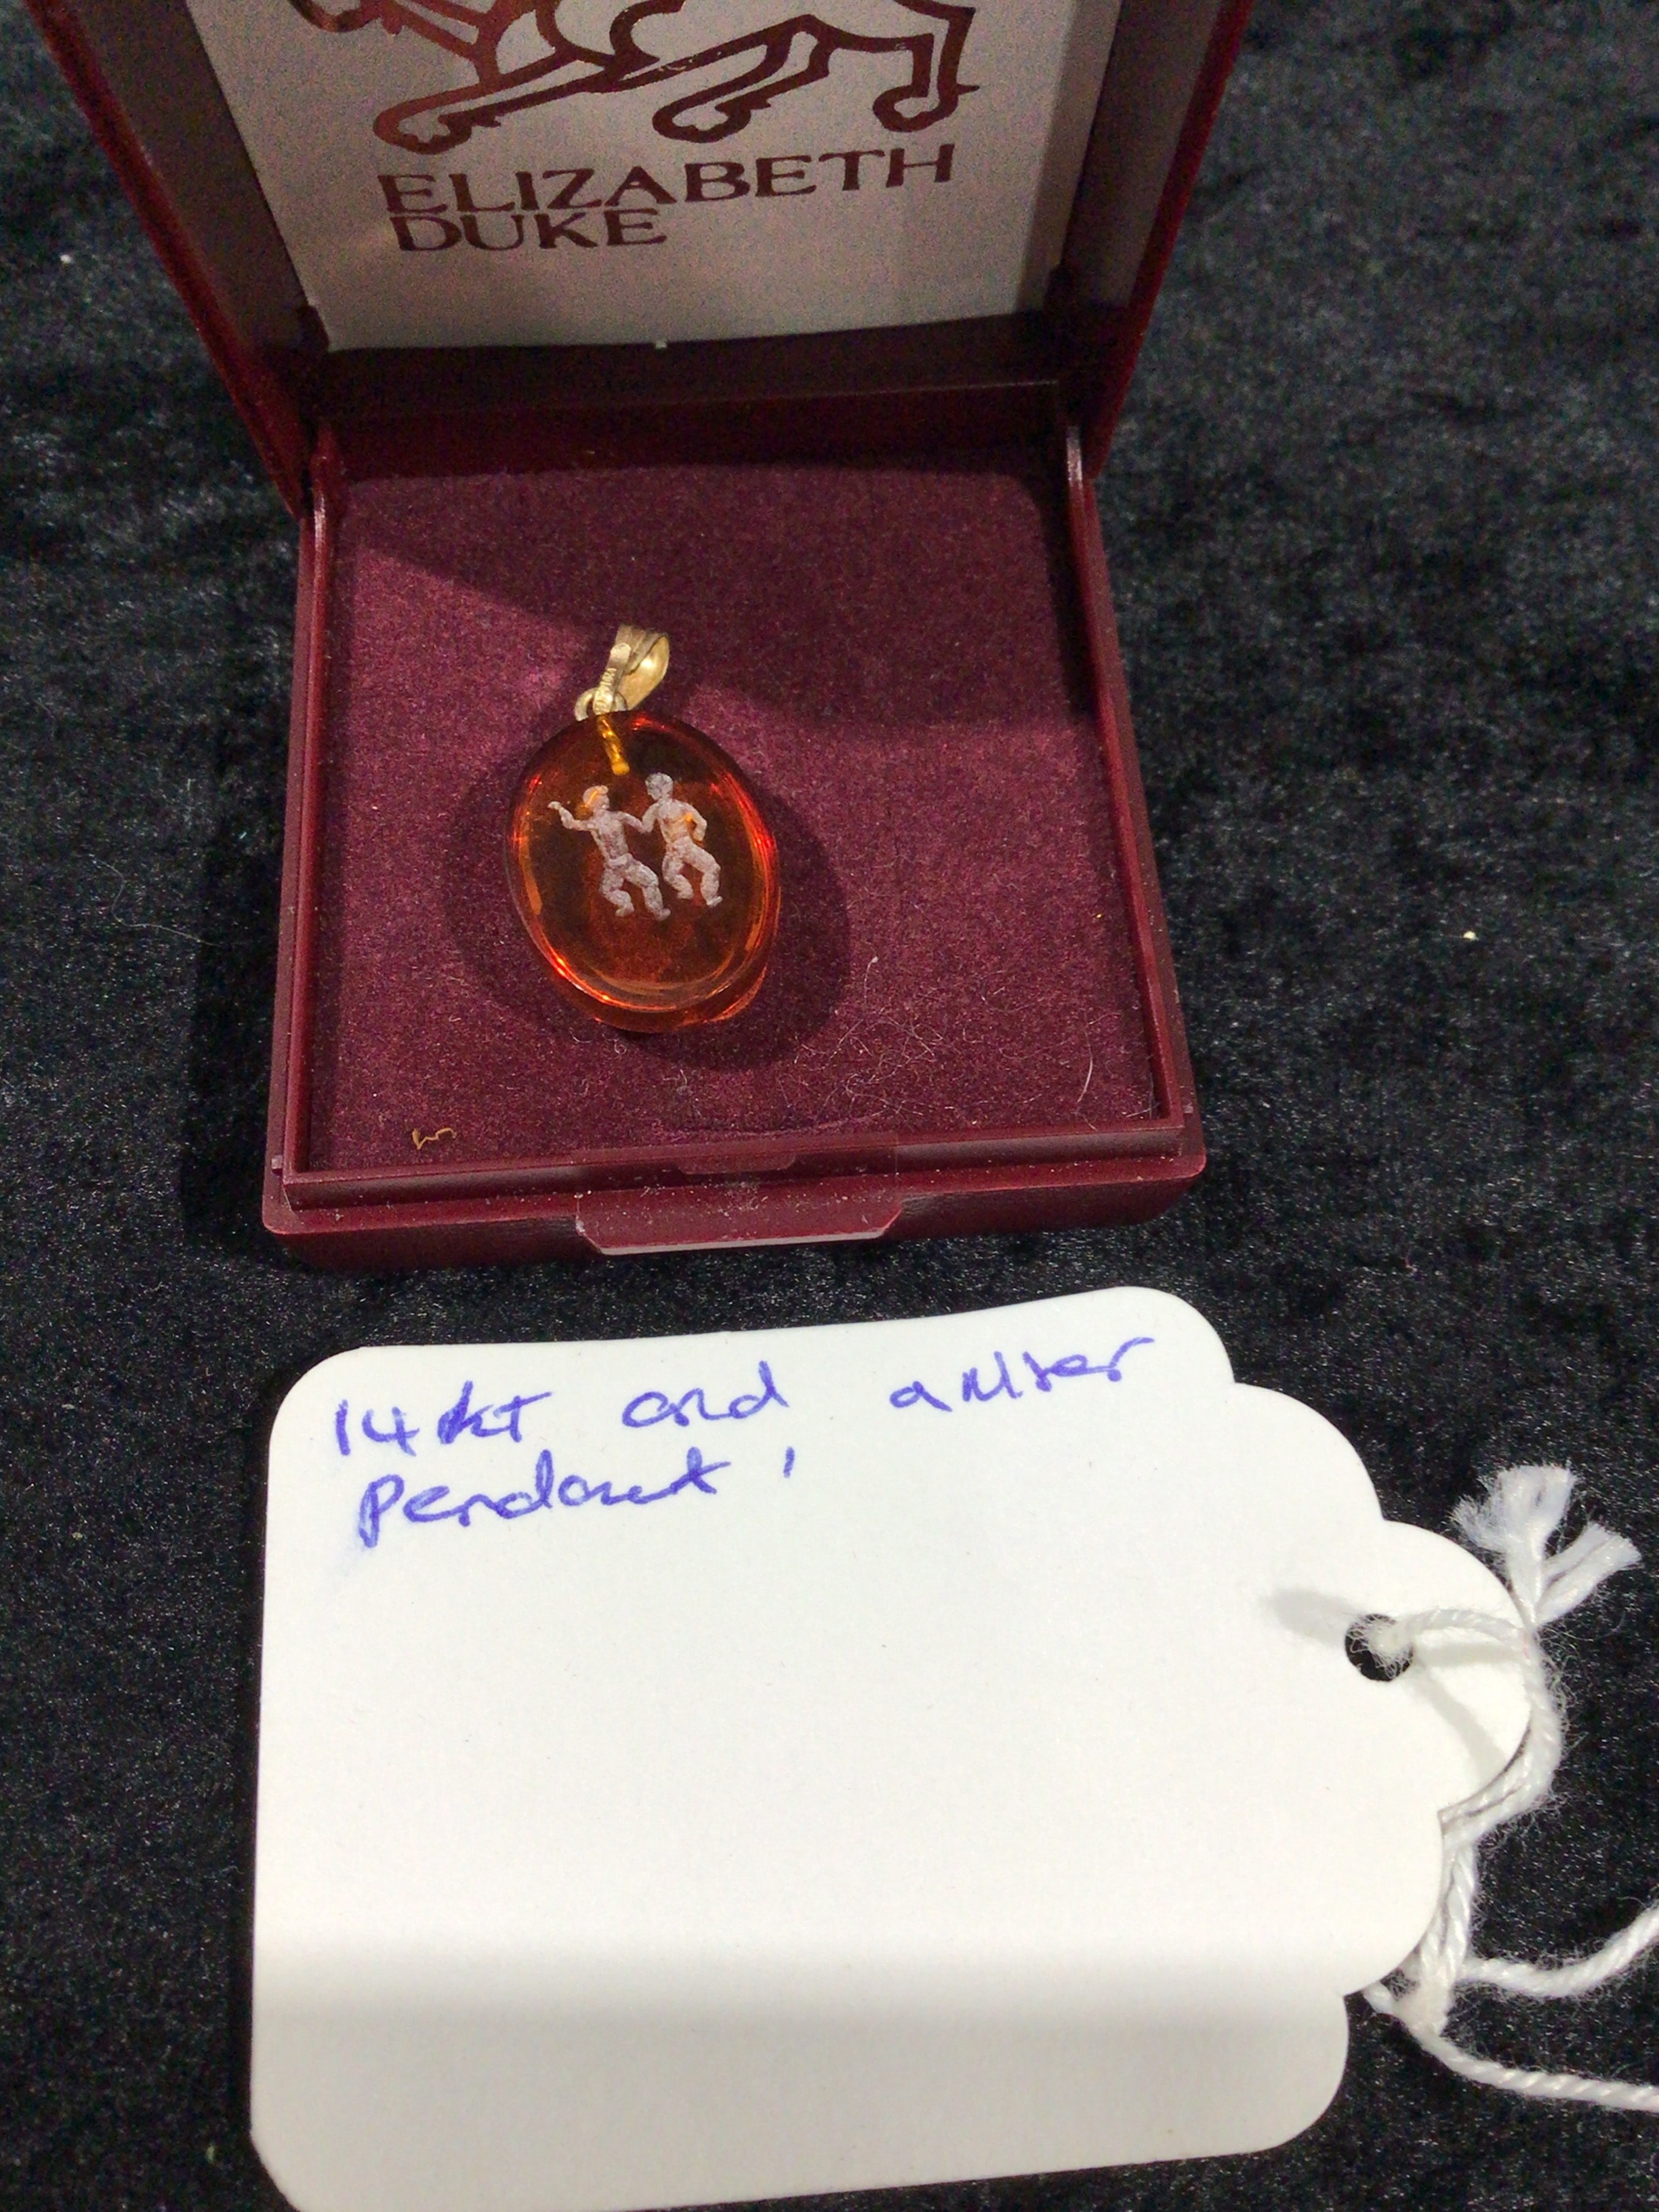 ELIZABETH
DUKE
14kt and amber
pendant